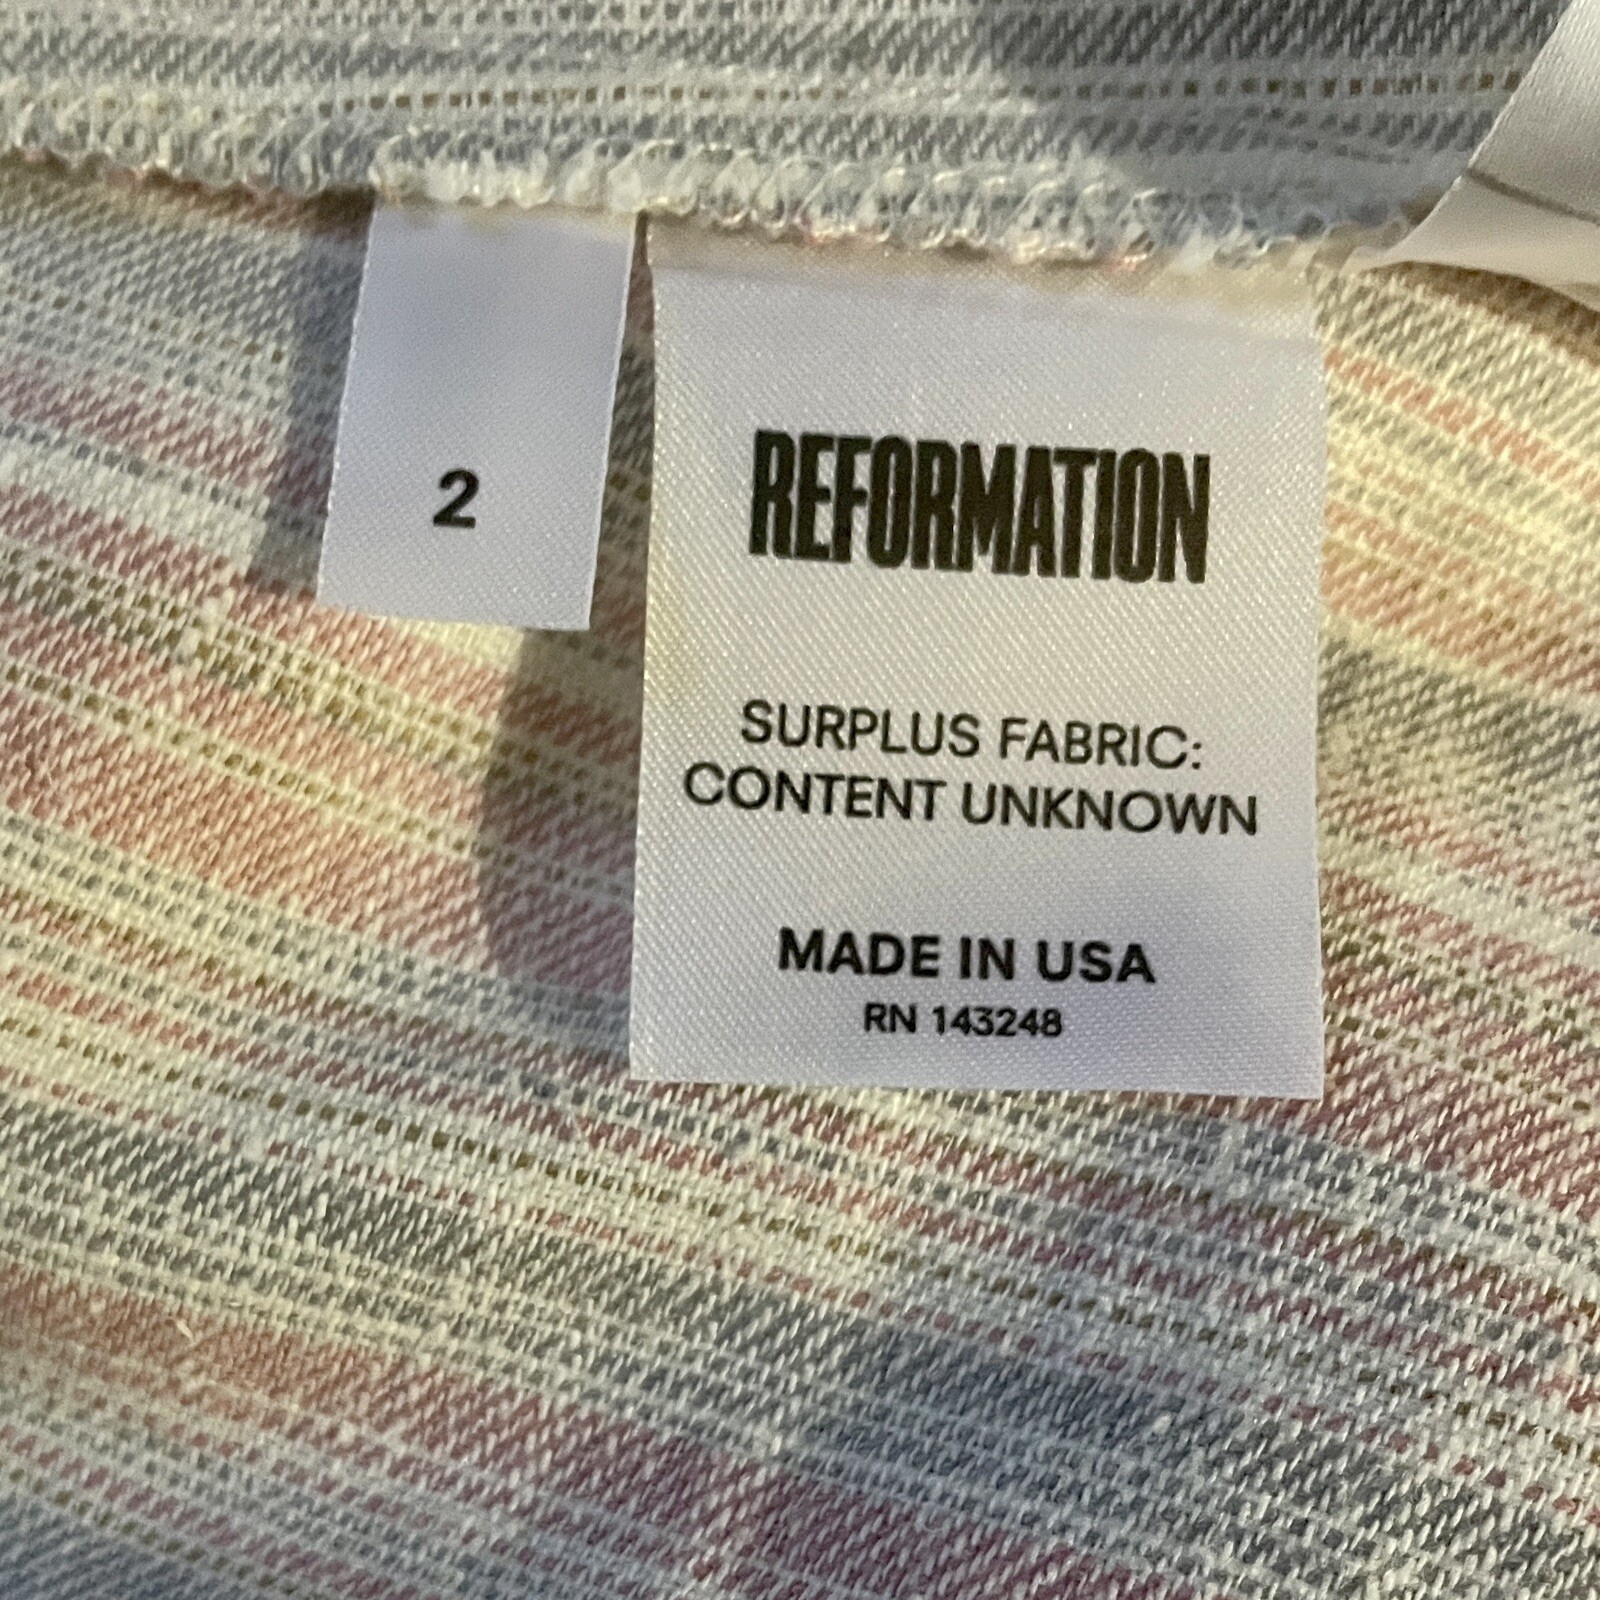 2
REFORMATION
SURPLUS FABRIC:
CONTENT UNKNOWN
MADE IN USA
RN 143248